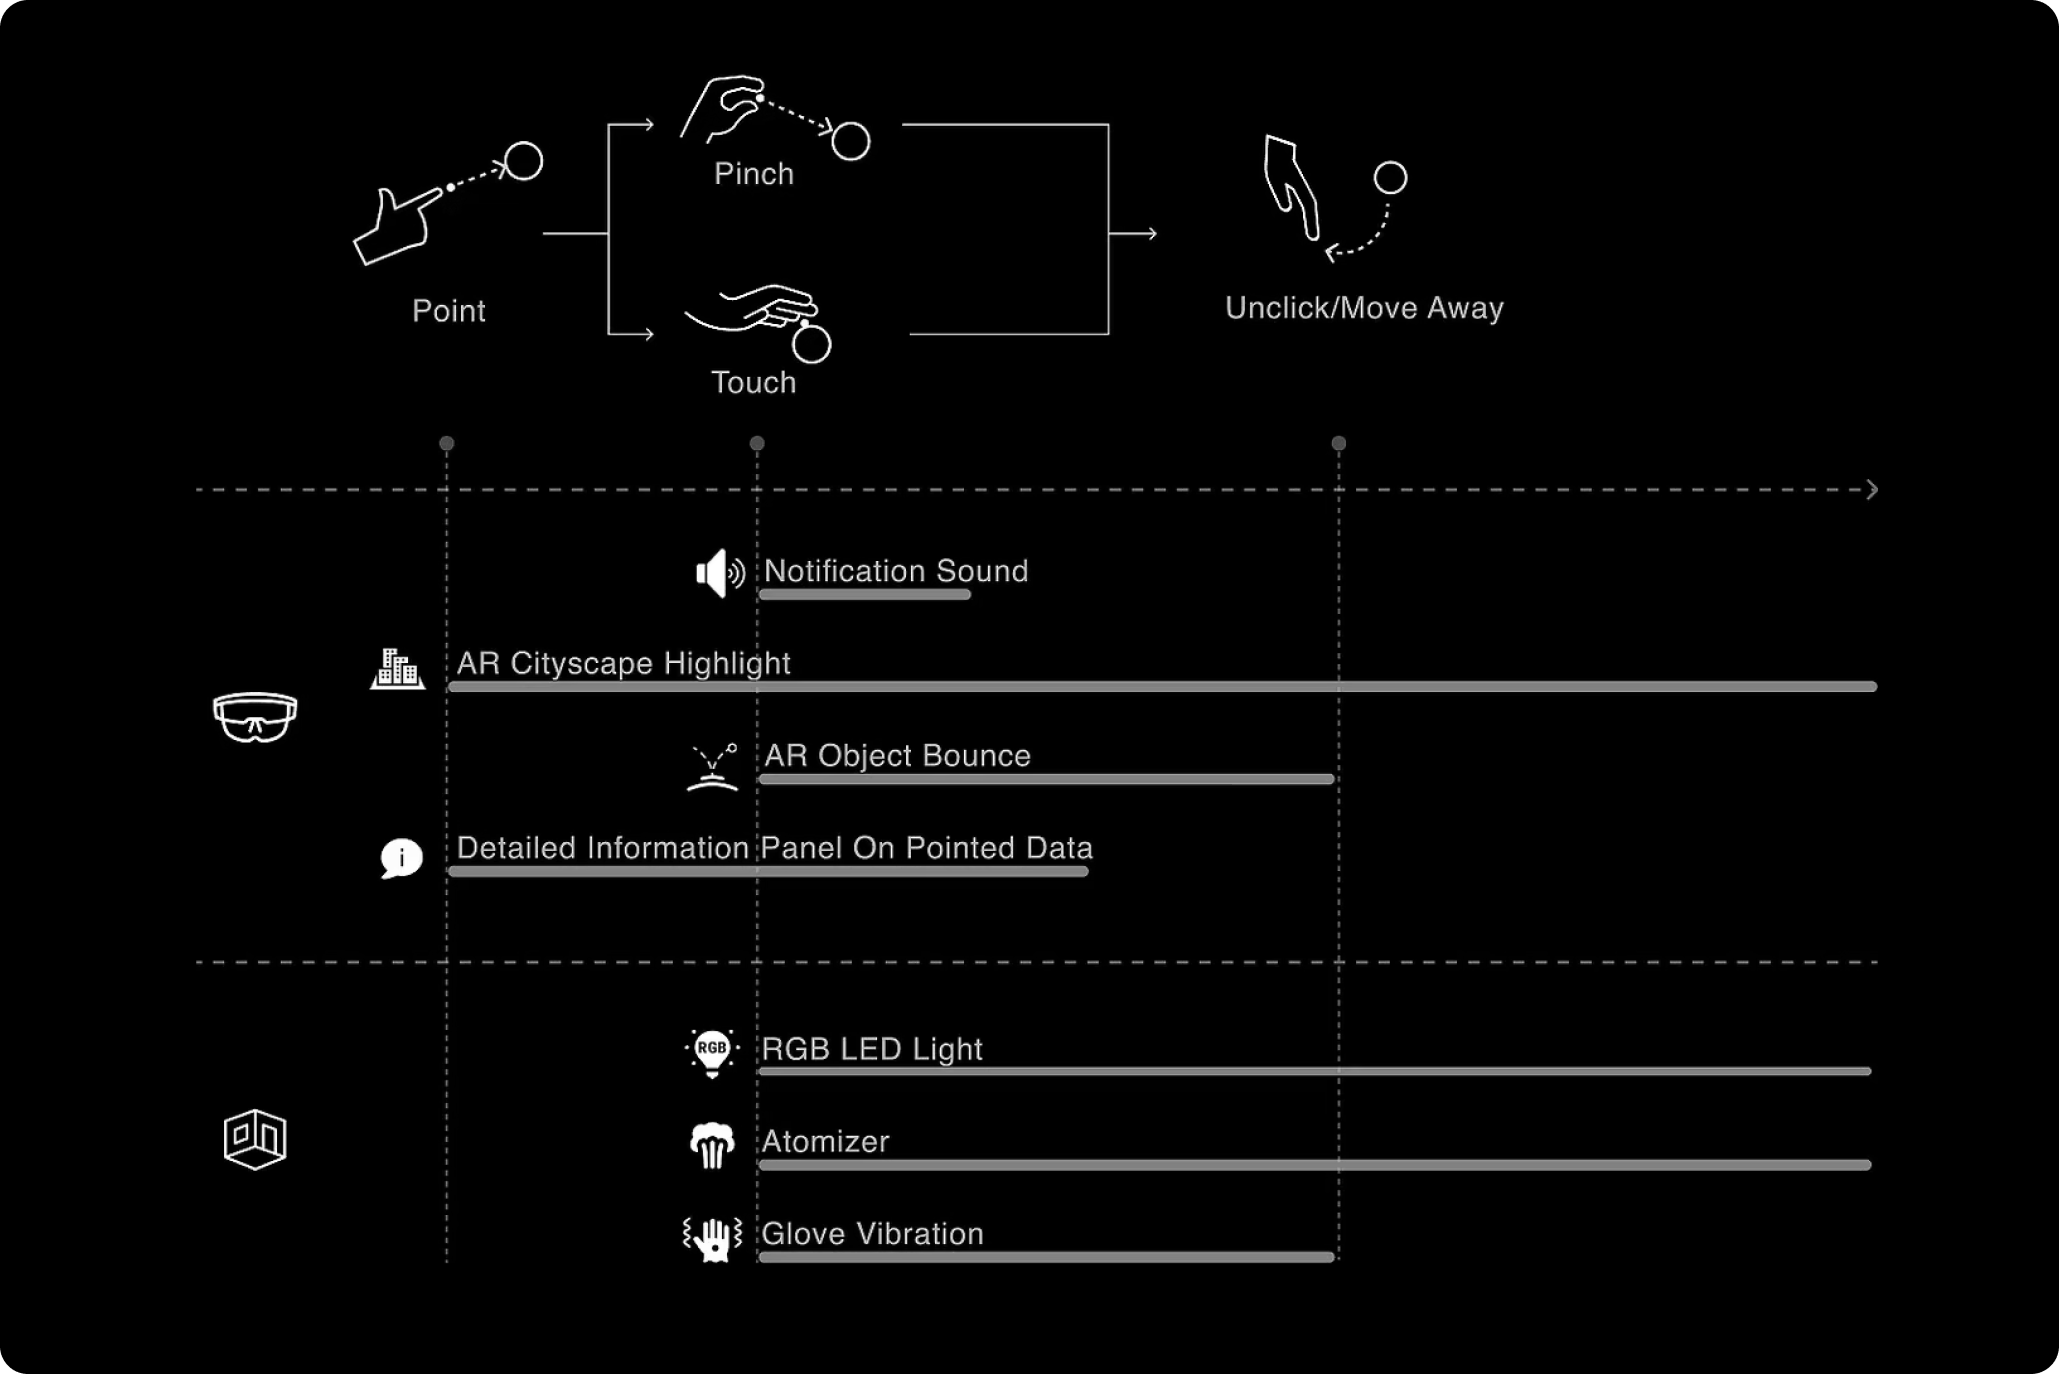 Pinch
Point
Touch
Unclick/Move Away
Notification Sound
AR Cityscape Highlight
AR Object Bounce
i
Detailed Information Panel On Pointed Data
RGB
RGB LED Light
Atomizer
Glove Vibration